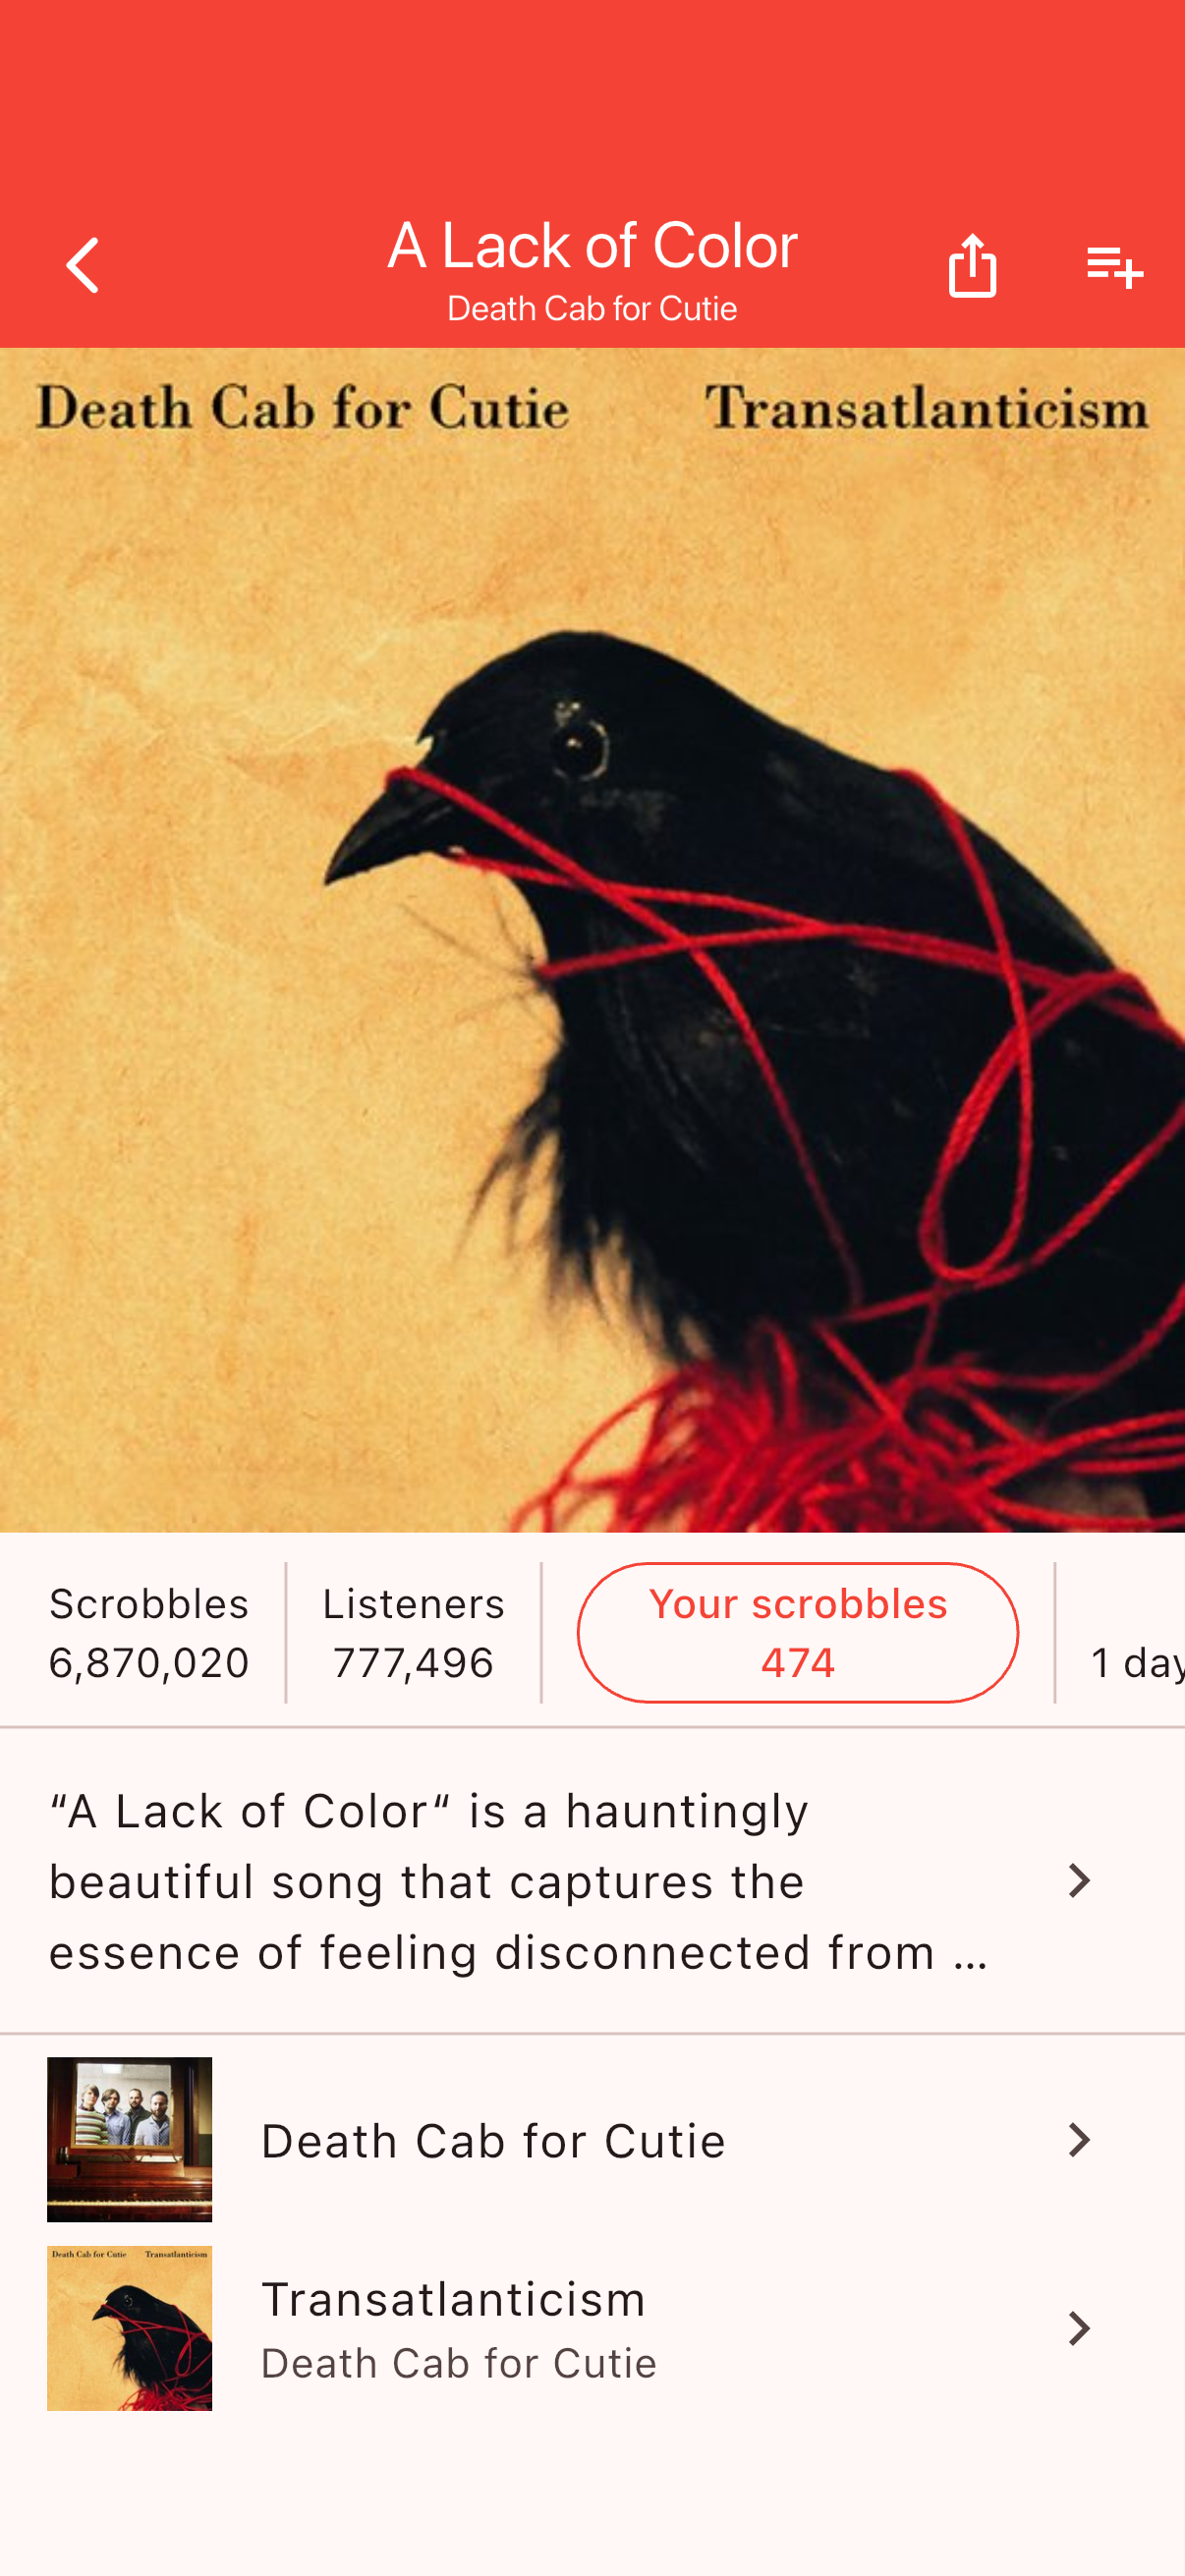 A Lack of Color
Death Cab for Cutie
Death Cab for Cutie Transatlanticism
Scrobbles Listeners Your scrobbles
6,870,020 777,496 474 1 day
“A Lack of Color“ is a hauntingly
beautiful song that captures the
essence of feeling disconnected from ...
Death Cab for Cutie
Death Cab for Cutie Transatlanticism
Transatlanticism
Death Cab for Cutie